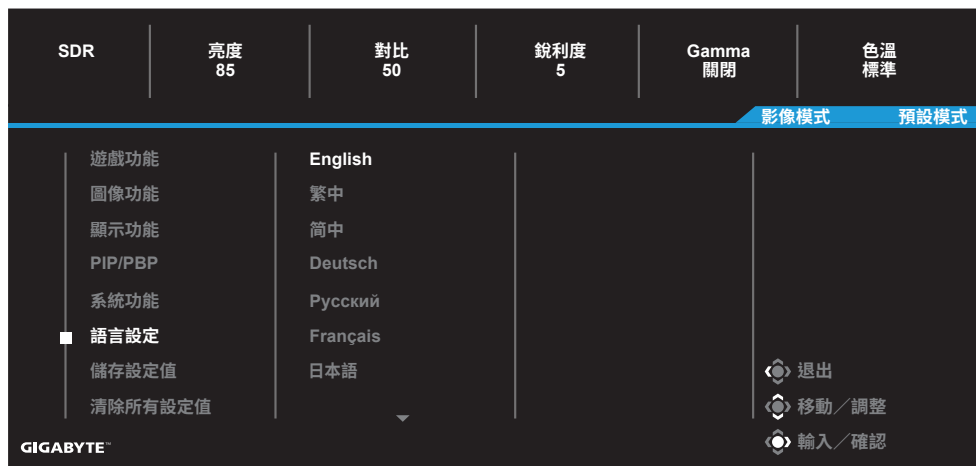 SDR
亮度
85
對比
50
銳利度
5
Gamma
關閉
色溫
標準
影像模式
預設模式
遊戲功能
圖像功能
顯示功能
PIP/PBP
系統功能
語言設定
儲存設定值
清除所有設定值
English
繁中
简中
Deutsch
Русский
Français
日本語
退出
移動／調整
輸入／確認
GIGABYTE™